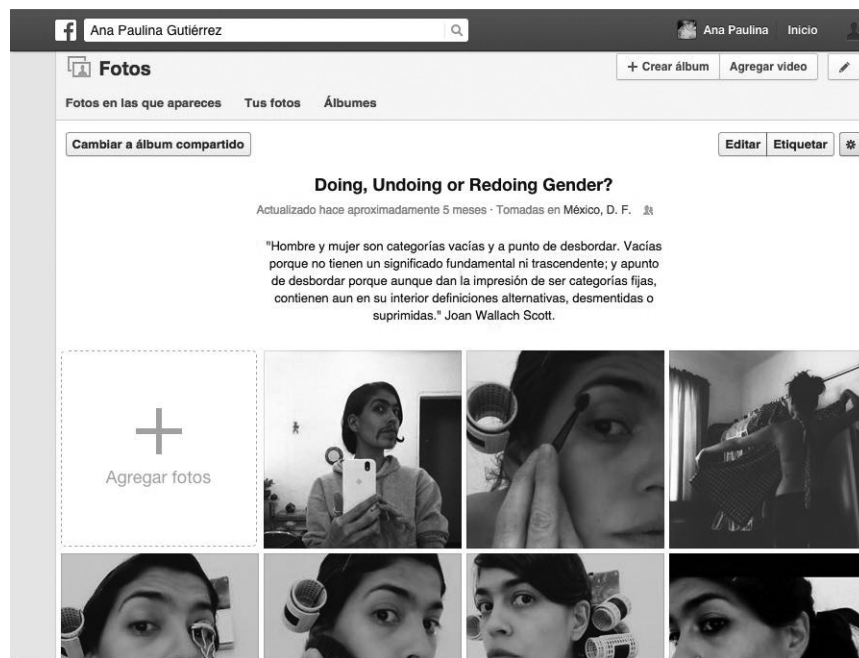 Ana Paulina Gutiérrez
Ana Paulina Inicio
Fotos
+ Crear álbum Agregar video
Fotos en las que apareces Tus fotos Álbumes
Cambiar a álbum compartido
Editar Etiquetar
Doing, Undoing or Redoing Gender?
Actualizado hace aproximadamente 5 meses · Tomadas en México, D. F.
"Hombre y mujer son categorías vacías y a punto de desbordar. Vacías
porque no tienen un significado fundamental ni trascendente; y apunto
de desbordar porque aunque dan la impresión de ser categorías fijas,
contienen aun en su interior definiciones alternativas, desmentidas o
suprimidas." Joan Wallach Scott.
Agregar fotos